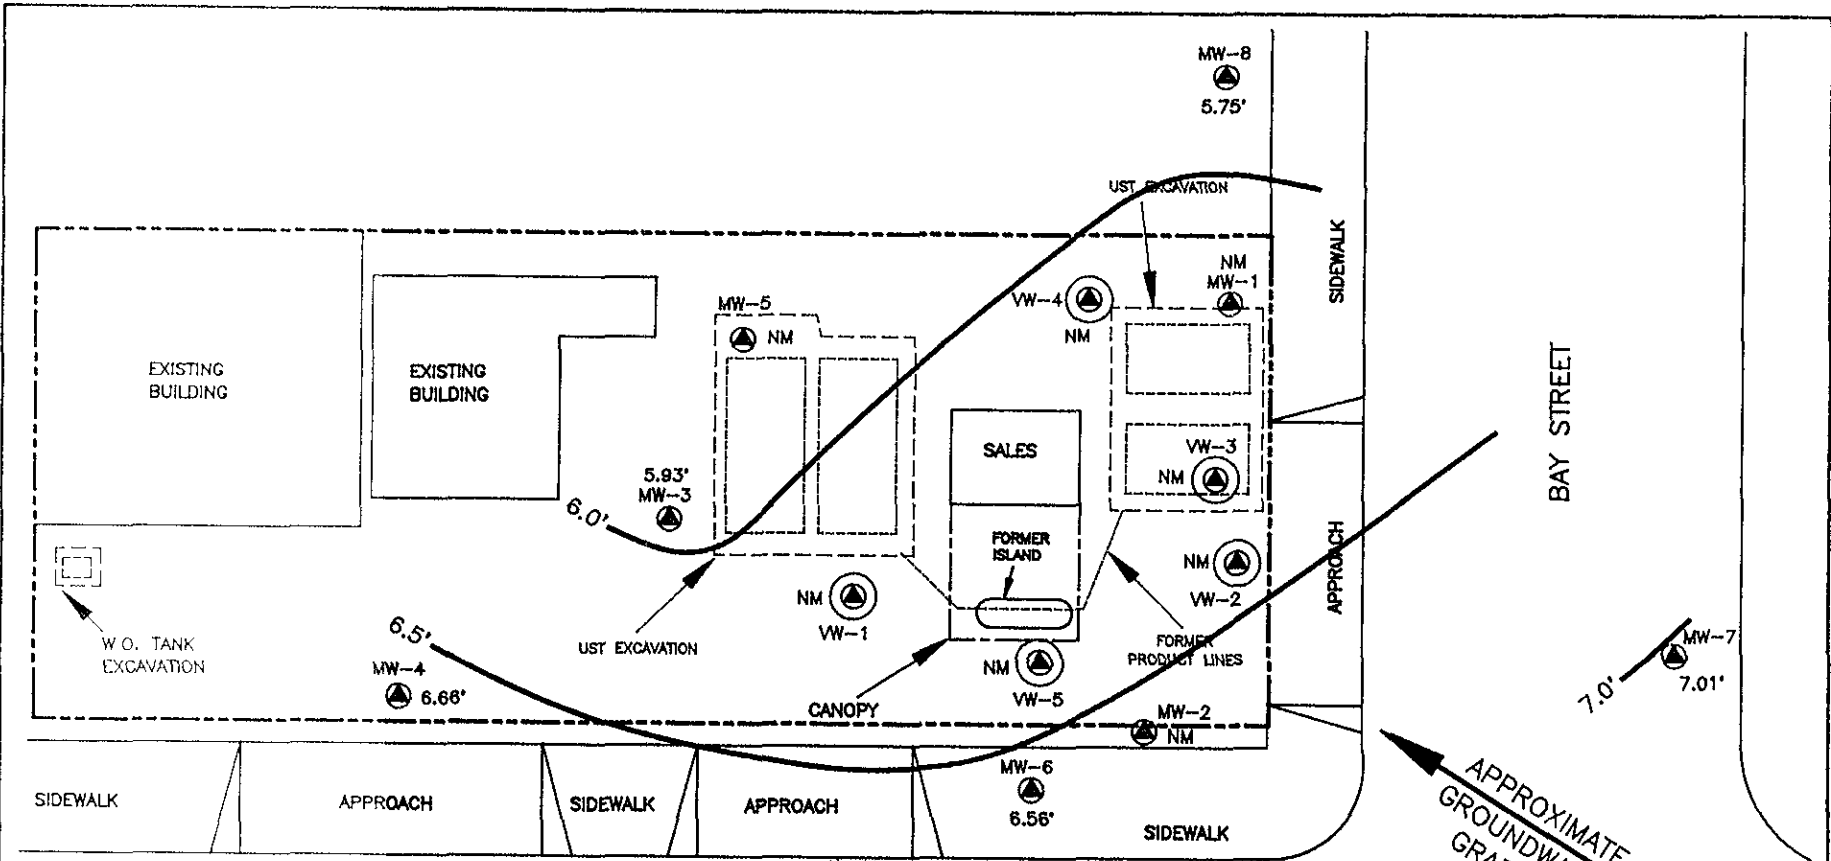 MW-8
5.75'
UST EXCAVATION
SIDEWALK
NM
MW-1
VW-4
NM
MW-5
NM
EXISTING
BUILDING
EXISTING
BUILDING
BAY STREET
SALES
VW-3
NM
5.93'
MW-3
6.0'
FORMER
ISLAND
APPROACH
NM
VW-2
NM
VW-1
6.5'
W O. TANK
EXCAVATION
UST EXCAVATION
FORMER
PRODUCT LINES
MW-7
7.01'
7.0'
MW-4
6.66'
NM
VW-5
CANOPY
MW-2
NM
MW-6
6.56'
SIDEWALK
APPROACH
SIDEWALK
APPROACH
SIDEWALK
APPROXIMATE